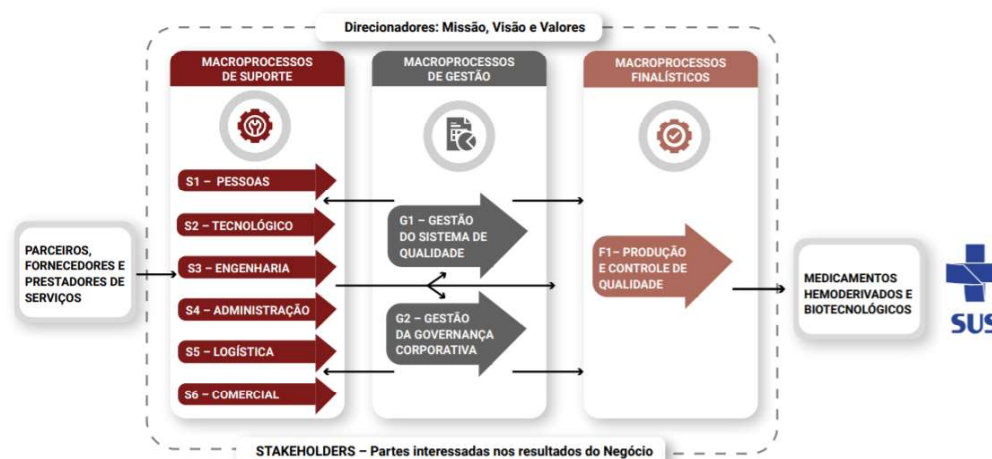 Direcionadores: Missão, Visão e Valores
MACROPROCESSOS
DE SUPORTE
MACROPROCESSOS
DE GESTÃO
MACROPROCESSOS
FINALÍSTICOS
PARCEIROS,
FORNECEDORES E
PRESTADORES DE
SERVIÇOS
S1 – PESSOAS
S2 – TECNOLÓGICO
S3 – ENGENHARIA
S4 – ADMINISTRAÇÃO
S5 – LOGÍSTICA
S6 – COMERCIAL
G1 – GESTÃO
DO SISTEMA DE
QUALIDADE
G2 – GESTÃO
DA GOVERNANÇA
CORPORATIVA
F1– PRODUÇÃO
E CONTROLE DE
QUALIDADE
MEDICAMENTOS
HEMODERIVADOS E
BIOTECNOLÓGICOS
SUS
STAKEHOLDERS – Partes interessadas nos resultados do Negócio